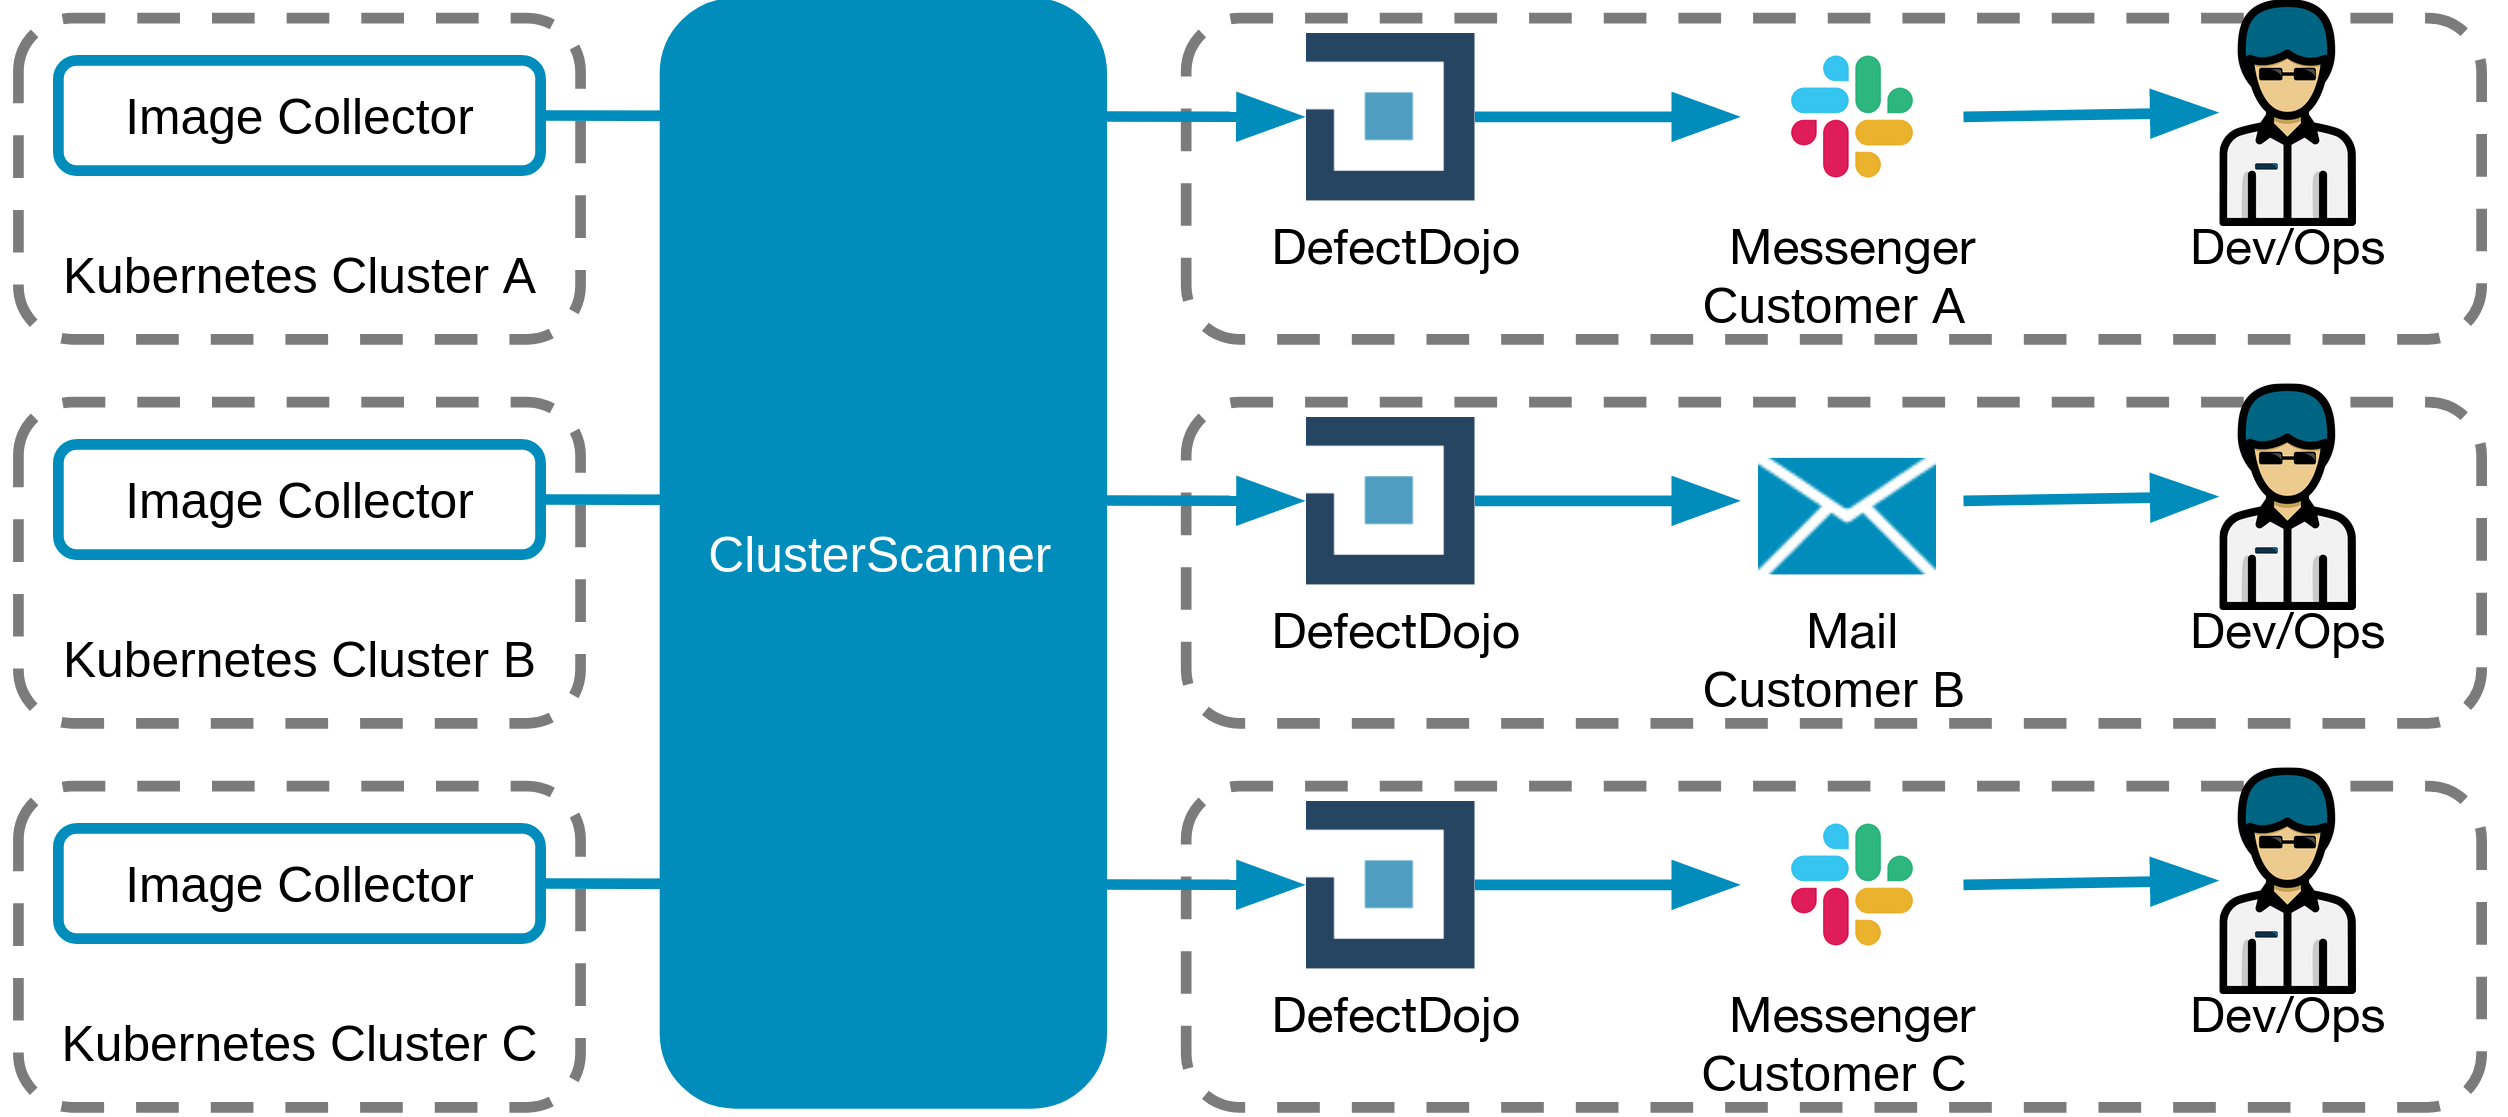 Image Collector
Kubernetes Cluster A
DefectDojo
Messenger
Dev/Ops
Customer A
Image Collector
Kubernetes Cluster B
ClusterScanner
DefectDojo
Mail
Dev/Ops
Customer B
Image Collector
Kubernetes Cluster C
DefectDojo
Messenger
Dev/Ops
Customer C